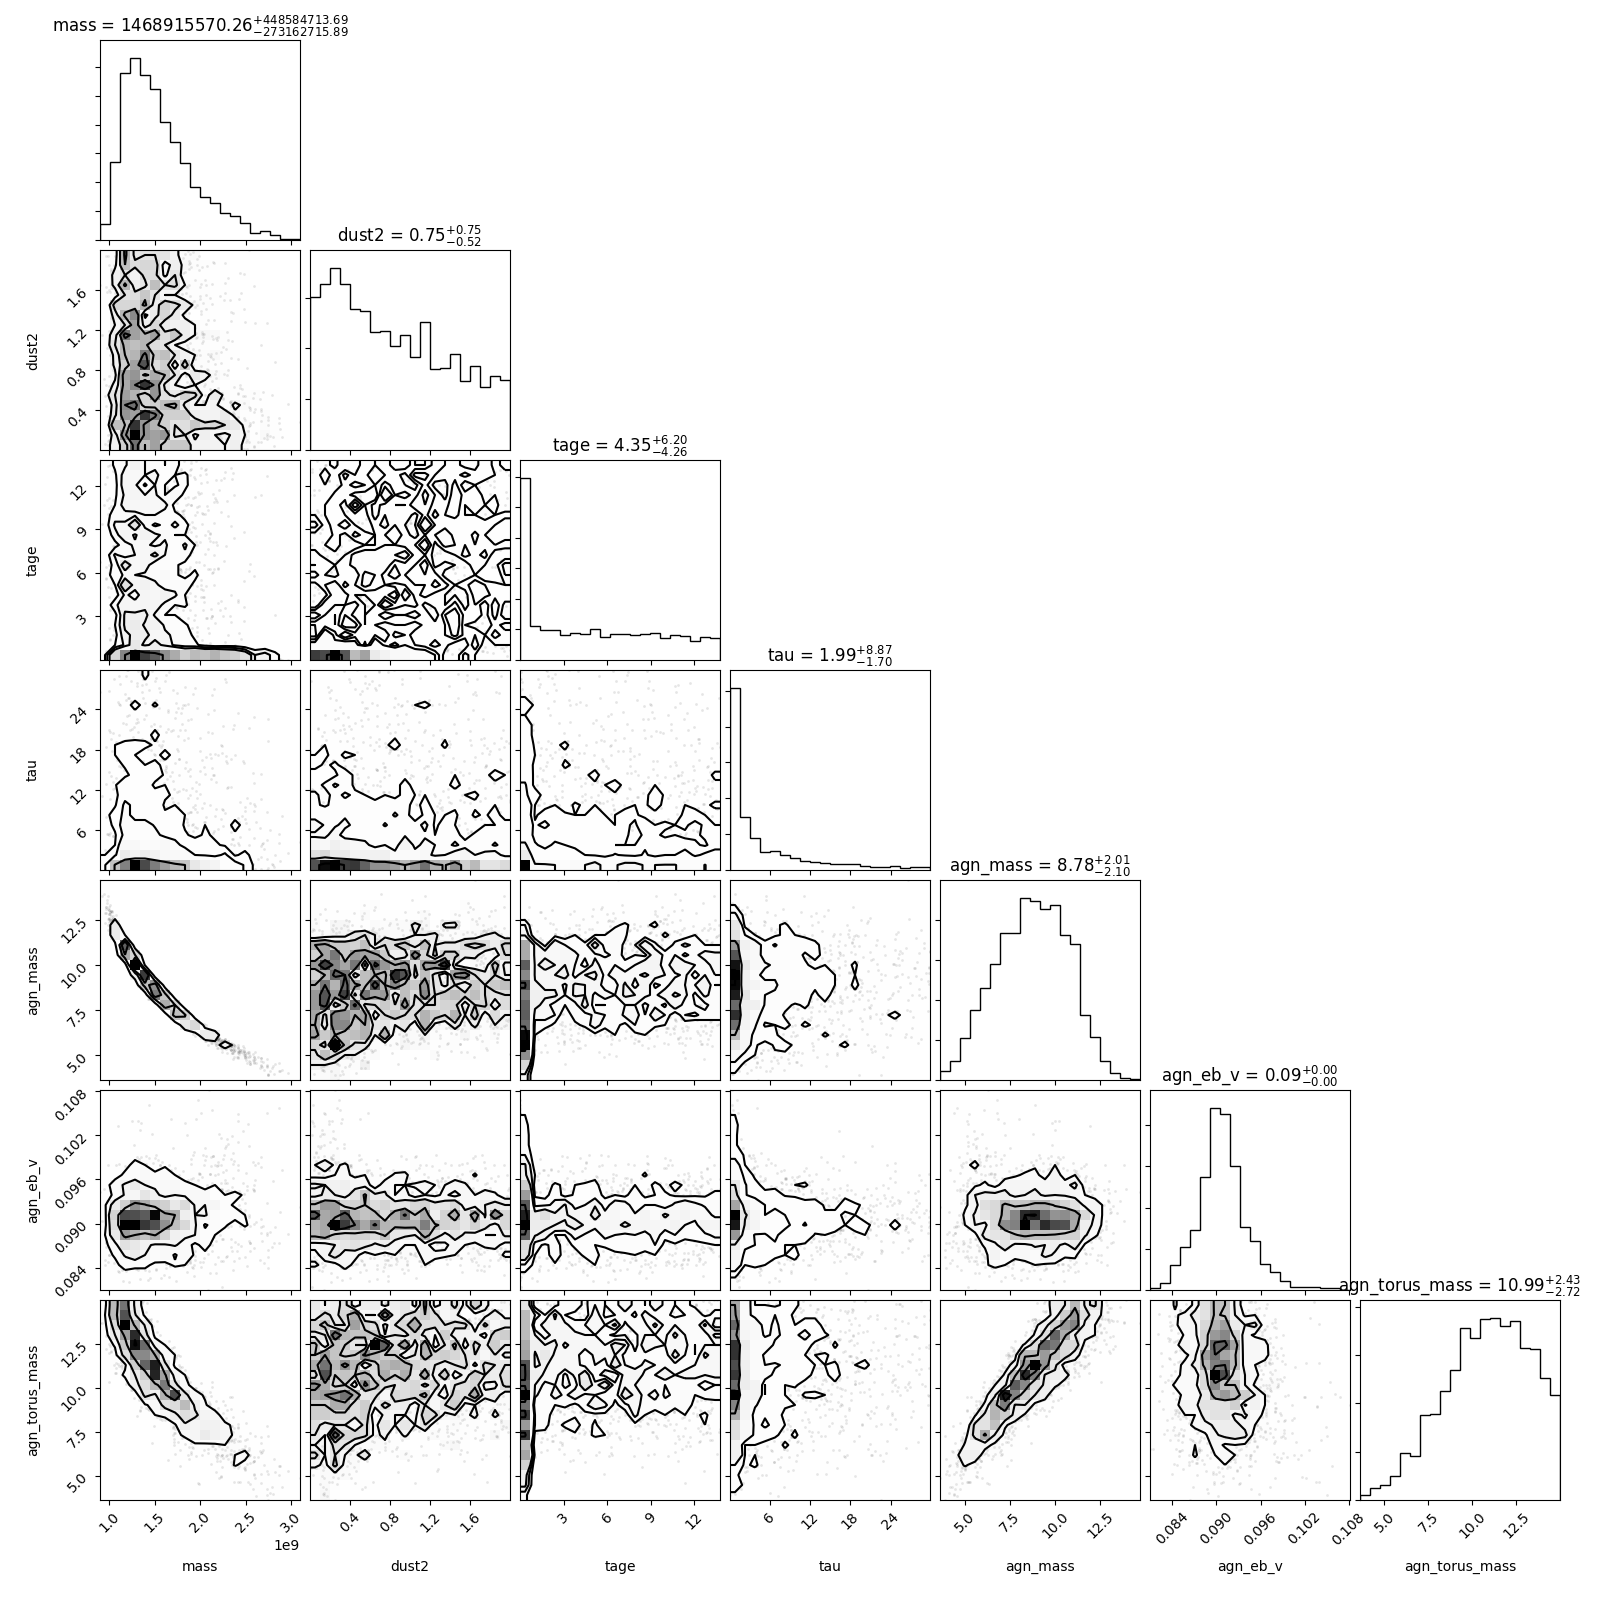 mass = 1468915570.26+448584713.69 −273162715.89
dust2 = 0.75+0.75 −0.52
1.6
1.2
0.8
0.4
dust2
tage = 4.35+6.20 −4.26
12
9
6
3
tage
tau = 1.99+8.87 −1.70
24
18
12
6
tau
agn_mass = 8.78+2.01 −2.10
12.5
10.0
7.5
5.0
agn_mass
agn_eb_v = 0.09+0.00 −0.00
0.108
0.102
0.096
0.090
0.084
agn_eb_v
agn_torus_mass = 10.99+2.43 −2.72
12.5
10.0
7.5
5.0
agn_torus_mass
1.0 1.5 2.0 2.5 3.0 0.4 0.8 1.2 1.6 3 6 9 12 6 12 18 24 5.0 7.5 10.0 12.5 0.084 0.090 0.096 0.102 0.108 5.0 7.5 10.0 12.5
1e9
mass dust2 tage tau agn_mass agn_eb_v agn_torus_mass